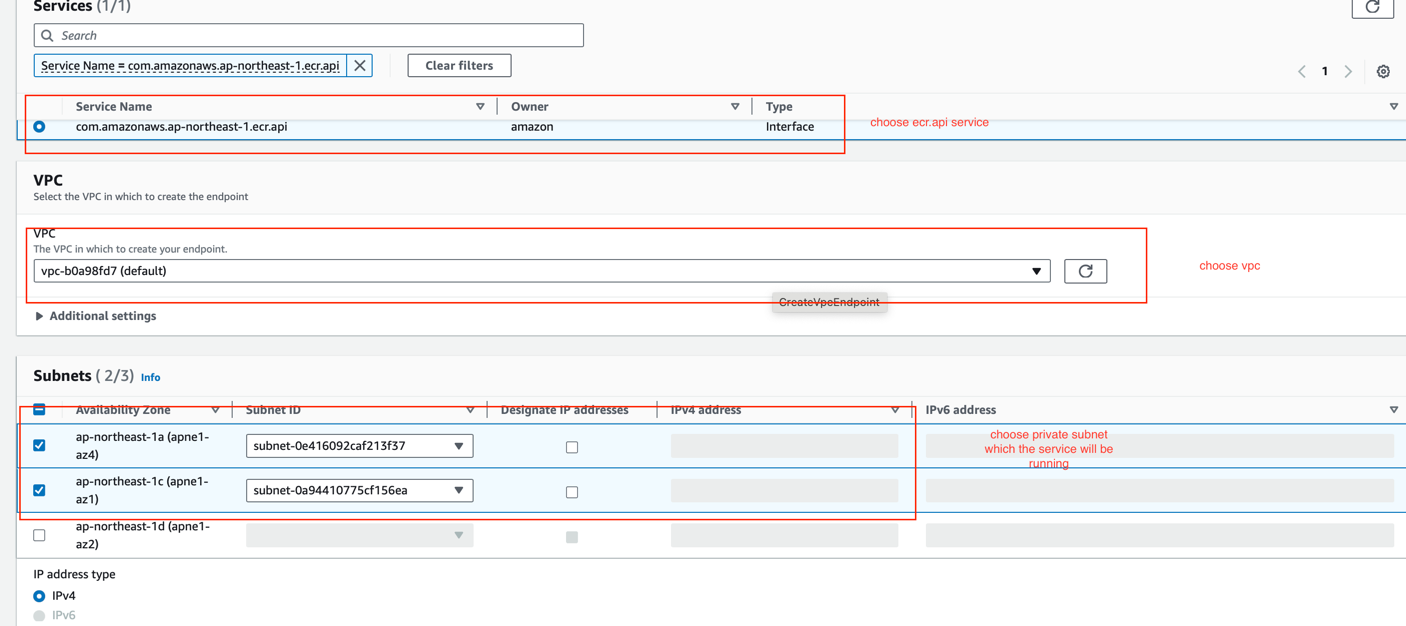 Services (1/1)
Search
Service Name = com.amazonaws.ap-northeast-1.ecr.api
Clear filters
1
Service Name Owner Type
com.amazonaws.ap-northeast-1.ecr.api amazon Interface
choose ecr.api service
VPC
Select the VPC in which to create the endpoint
VPC
The VPC in which to create your endpoint.
vpc-b0a98fd7 (default)
choose vpc
CreateVpcEndpoint
Additional settings
Subnets ( 2/3) Info
Availability Zone Subnet ID Designate IP addresses IPv4 address IPv6 address
ap-northeast-1a (apne1-
az4)
subnet-0e416092caf213f37
choose private subnet
which the service will be
running
ap-northeast-1c (apne1-
az1)
subnet-0a94410775cf156ea
ap-northeast-1d (apne1-
az2)
IP address type
IPv4
IPv6